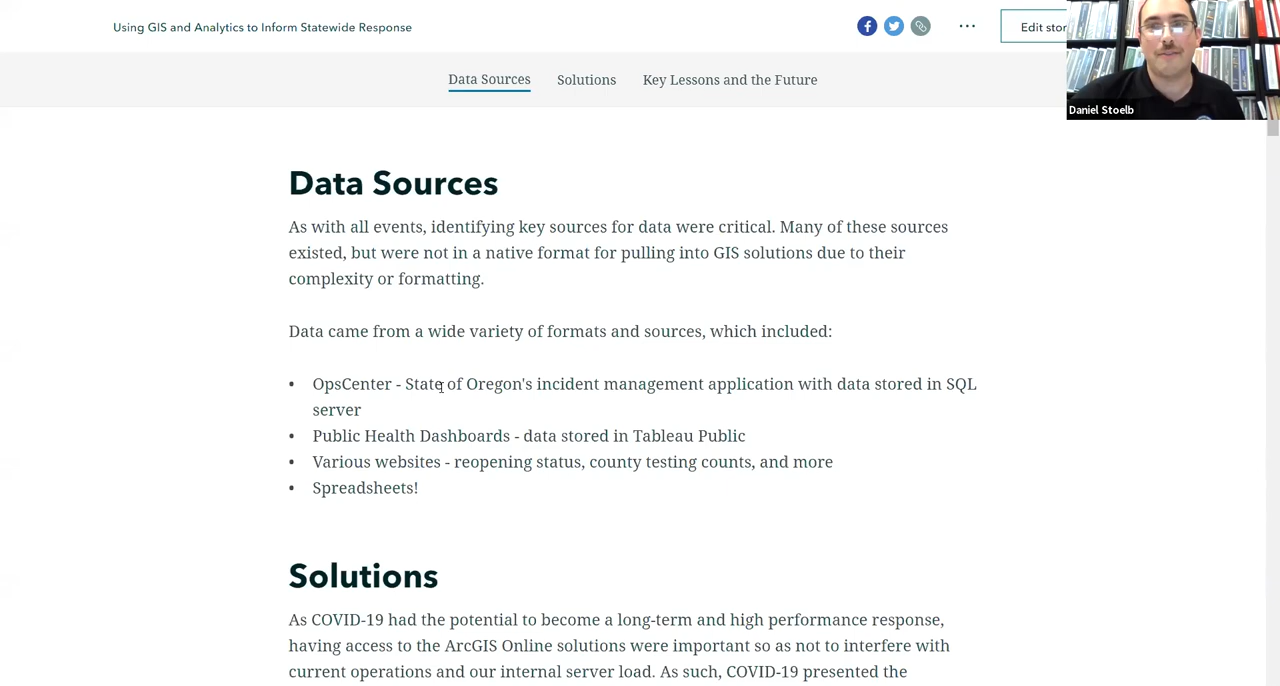 Using GIS and Analytics to Inform Statewide Response
Edit stor
Daniel Stoelb
Data Sources
Solutions
Key Lessons and the Future
Data Sources
As with all events, identifying key sources for data were critical. Many of these sources
existed, but were not in a native format for pulling into GIS solutions due to their
complexity or formatting.
Data came from a wide variety of formats and sources, which included:
• OpsCenter - State of Oregon's incident management application with data stored in SQL
server
• Public Health Dashboards - data stored in Tableau Public
• Various websites - reopening status, county testing counts, and more
• Spreadsheets!
Solutions
As COVID-19 had the potential to become a long-term and high performance response,
having access to the ArcGIS Online solutions were important so as not to interfere with
current operations and our internal server load. As such, COVID-19 presented the